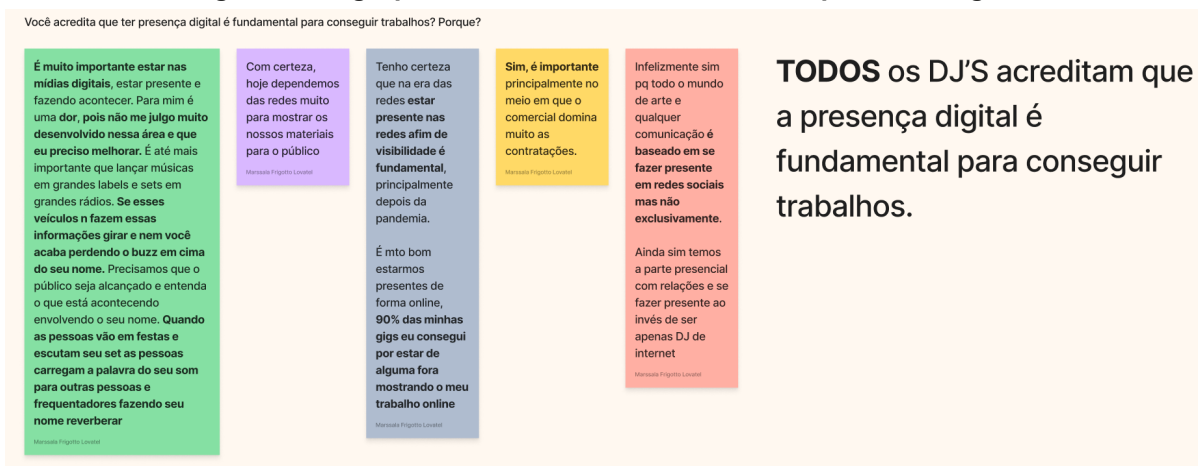 Você acredita que ter presença digital é fundamental para conseguir trabalhos? Porque?
É muito importante estar nas
mídias digitais, estar presente e
fazendo acontecer. Para mim é
uma dor, pois não me julgo muito
desenvolvido nessa área e que
eu preciso melhorar. É até mais
importante que lançar músicas
em grandes labels e sets em
grandes rádios. Se esses
veículos n fazem essas
informações girar e nem você
acaba perdendo o buzz em cima
do seu nome. Precisamos que o
público seja alcançado e entenda
o que está acontecendo
envolvendo o seu nome. Quando
as pessoas vão em festas e
escutam seu set as pessoas
carregam a palavra do seu som
para outras pessoas e
frequentadores fazendo seu
nome reverberar
Marssala Frigotto Lovatel
Com certeza,
hoje dependemos
das redes muito
para mostrar os
nossos materiais
para o público
Marssala Frigotto Lovatel
Tenho certeza
que na era das
redes estar
presente nas
redes afim de
visibilidade é
fundamental,
principalmente
depois da
pandemia.
É mto bom
estarmos
presentes de
forma online,
90% das minhas
gigs eu consegui
por estar de
alguma fora
mostrando o meu
trabalho online
Marssala Frigotto Lovatel
Sim, é importante
principalmente no
meio em que o
comercial domina
muito as
contratações.
Marssala Frigotto Lovatel
Infelizmente sim
pq todo o mundo
de arte e
qualquer
comunicação é
baseado em se
fazer presente
em redes sociais
mas não
exclusivamente.
Ainda sim temos
a parte presencial
com relações e se
fazer presente ao
invés de ser
apenas DJ de
internet
Marssala Frigotto Lovatel
TODOS os DJ'S acreditam que
a presença digital é
fundamental para conseguir
trabalhos.